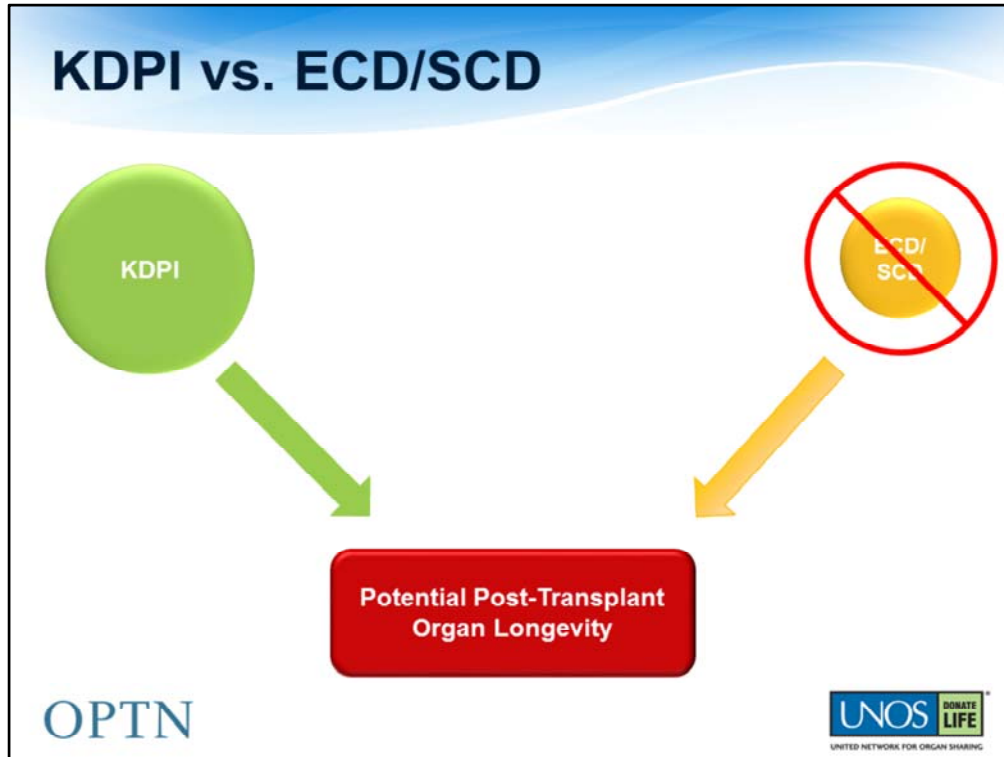 KDPI vs. ECD/SCD
KDPI
ECD/
SCD
Potential Post-Transplant
Organ Longevity
OPTN
UNOS
DONATE
LIFE
®
UNITED NETWORK FOR ORGAN SHARING